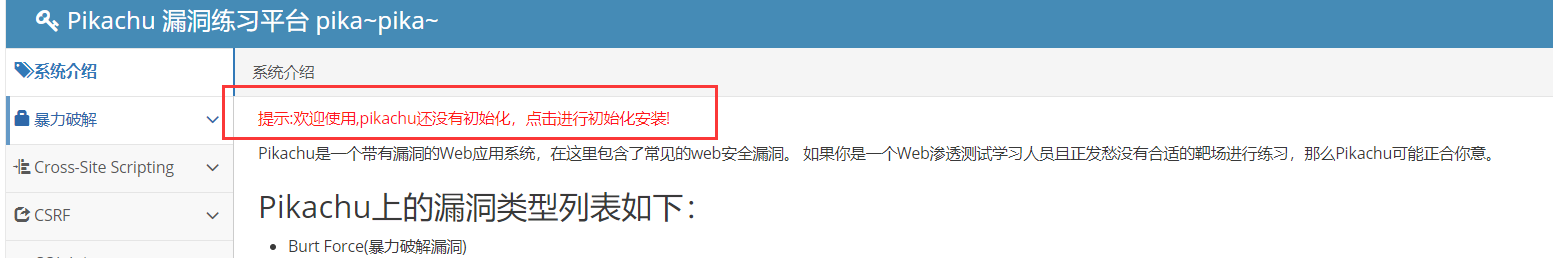 Pikachu 漏洞练习平台 pika~pika~
系统介绍
系统介绍
暴力破解
提示:欢迎使用,pikachu还没有初始化，点击进行初始化安装!
Pikachu是一个带有漏洞的Web应用系统，在这里包含了常见的web安全漏洞。 如果你是一个Web渗透测试学习人员且正发愁没有合适的靶场进行练习，那么Pikachu可能正合你意。
Cross-Site Scripting
Pikachu上的漏洞类型列表如下：
CSRF
Burt Force(暴力破解漏洞)